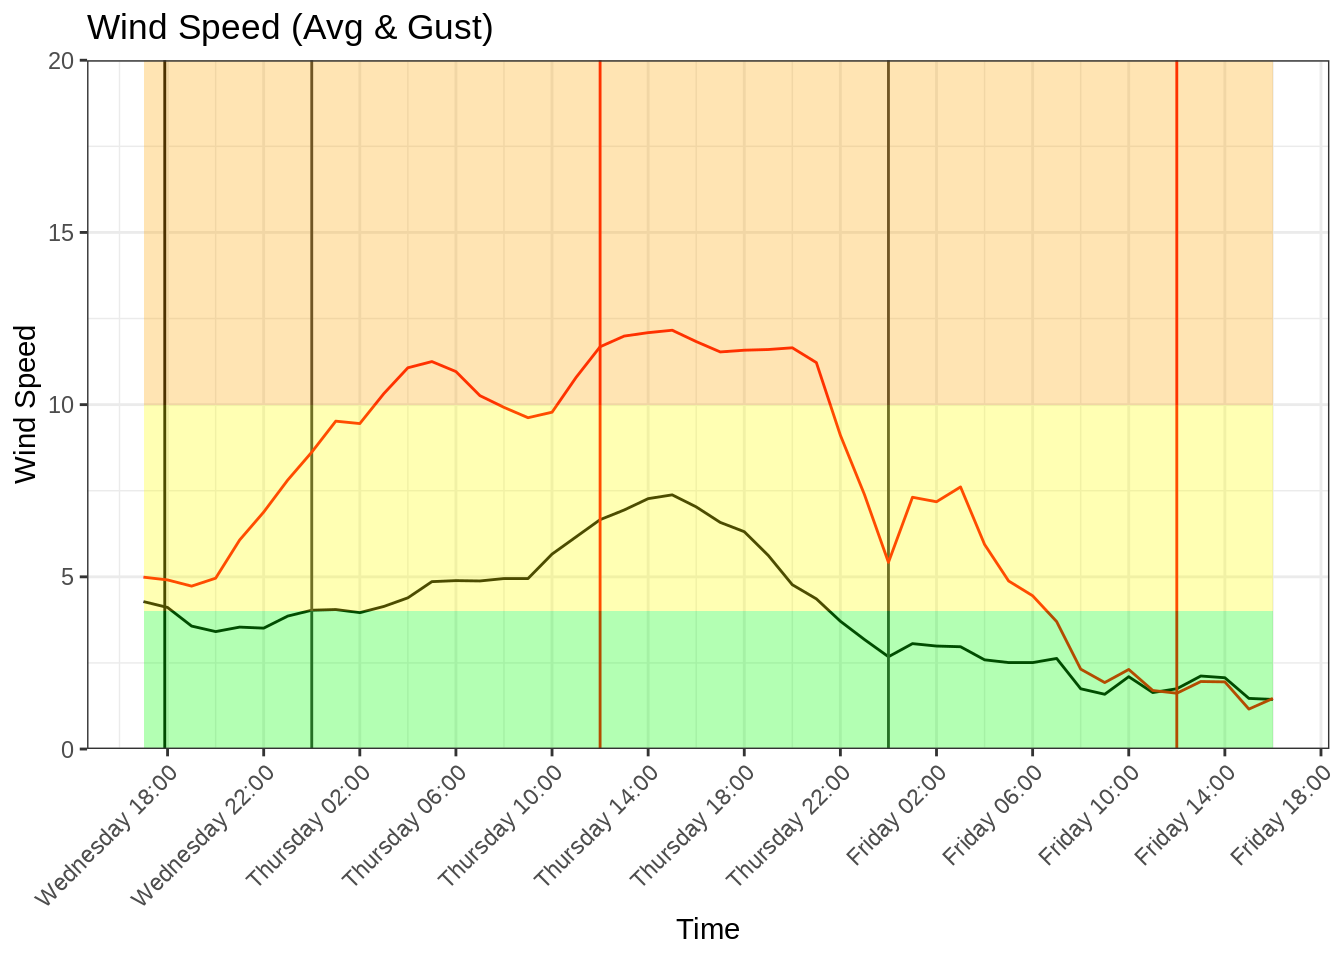 Wind Speed (Avg & Gust)
20
15
10
5
0
Wind Speed
Wednesday 18:00
Wednesday 22:00
Thursday 02:00
Thursday 06:00
Thursday 10:00
Thursday 14:00
Thursday 18:00
Thursday 22:00
Friday 02:00
Friday 06:00
Friday 10:00
Friday 14:00
Friday 18:00
Time